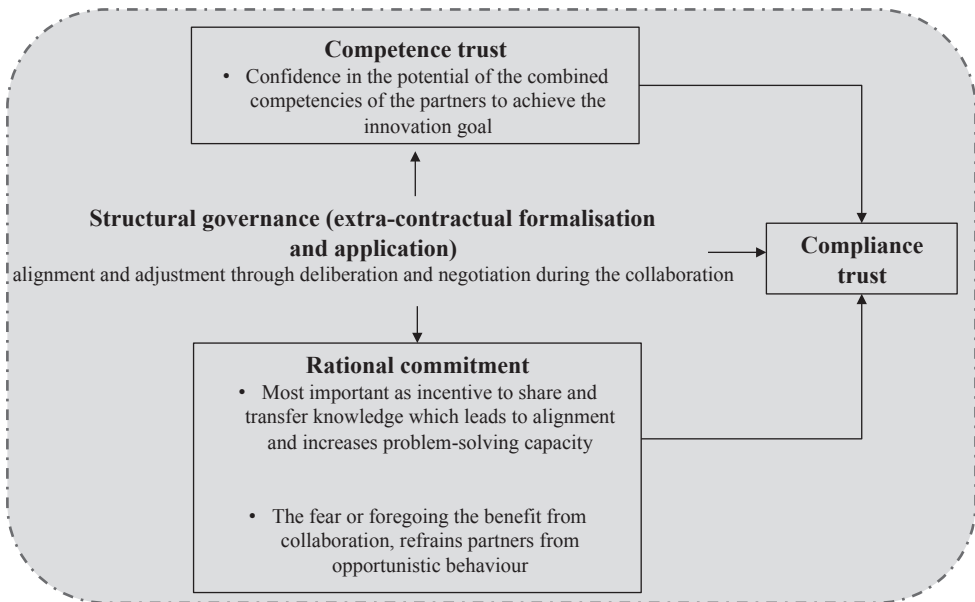 Competence trust
• Confidence in the potential of the combined
competencies of the partners to achieve the
innovation goal
Structural governance (extra-contractual formalisation
and application)
alignment and adjustment through deliberation and negotiation during the collaboration
Compliance
trust
Rational commitment
• Most important as incentive to share and
transfer knowledge which leads to alignment
and increases problem-solving capacity
• The fear or foregoing the benefit from
collaboration, refrains partners from
opportunistic behaviour